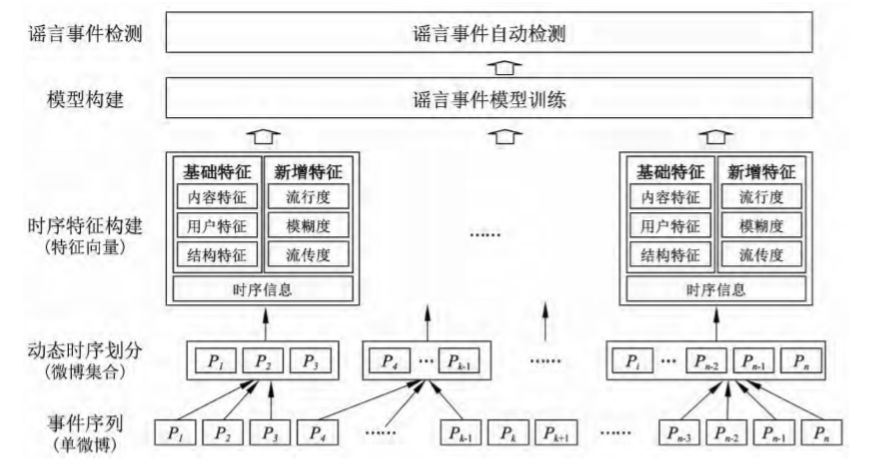 谣言事件检测
谣言事件自动检测
模型构建
谣言事件模型训练
时序特征构建
(特征向量)
基础特征 新增特征
内容特征 流行度
用户特征 模糊度
结构特征 流传度
时序信息
……
基础特征 新增特征
内容特征 流行度
用户特征 模糊度
结构特征 流传度
时序信息
动态时序划分
(微博集合)
P1 P2 P3
P4 … Pk-1
……
Pi … Pn-2 Pn-1 Pn
事件序列
(单微博)
P1 P2 P3 P4 …… Pk-1 Pk Pk+1 …… Pn-3 Pn-2 Pn-1 Pn